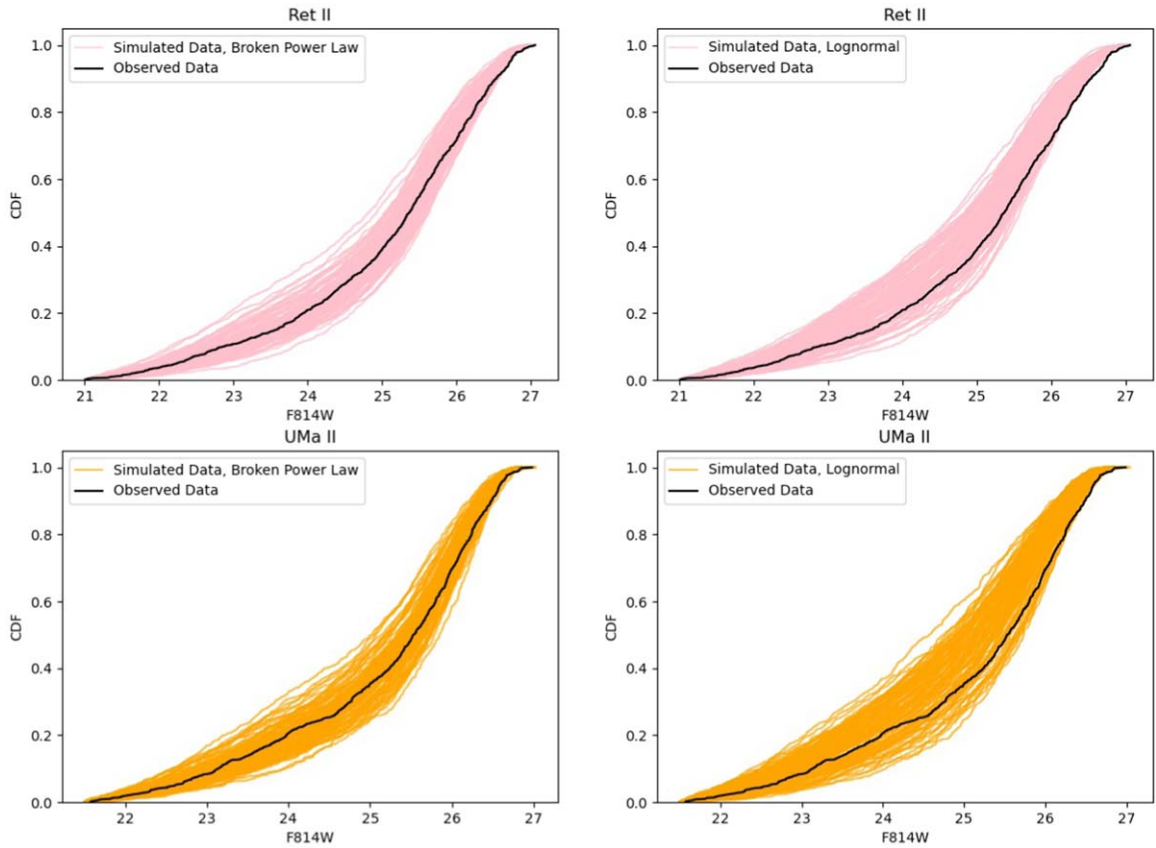 Ret II
Simulated Data, Broken Power Law
Observed Data
1.0
0.8
0.6
0.4
0.2
0.0
CDF
21 22 23 24 25 26 27
F814W
Ret II
Simulated Data, Lognormal
Observed Data
1.0
0.8
0.6
0.4
0.2
0.0
CDF
21 22 23 24 25 26 27
F814W
UMa II
Simulated Data, Broken Power Law
Observed Data
1.0
0.8
0.6
0.4
0.2
0.0
CDF
22 23 24 25 26 27
F814W
UMa II
Simulated Data, Lognormal
Observed Data
1.0
0.8
0.6
0.4
0.2
0.0
CDF
22 23 24 25 26 27
F814W